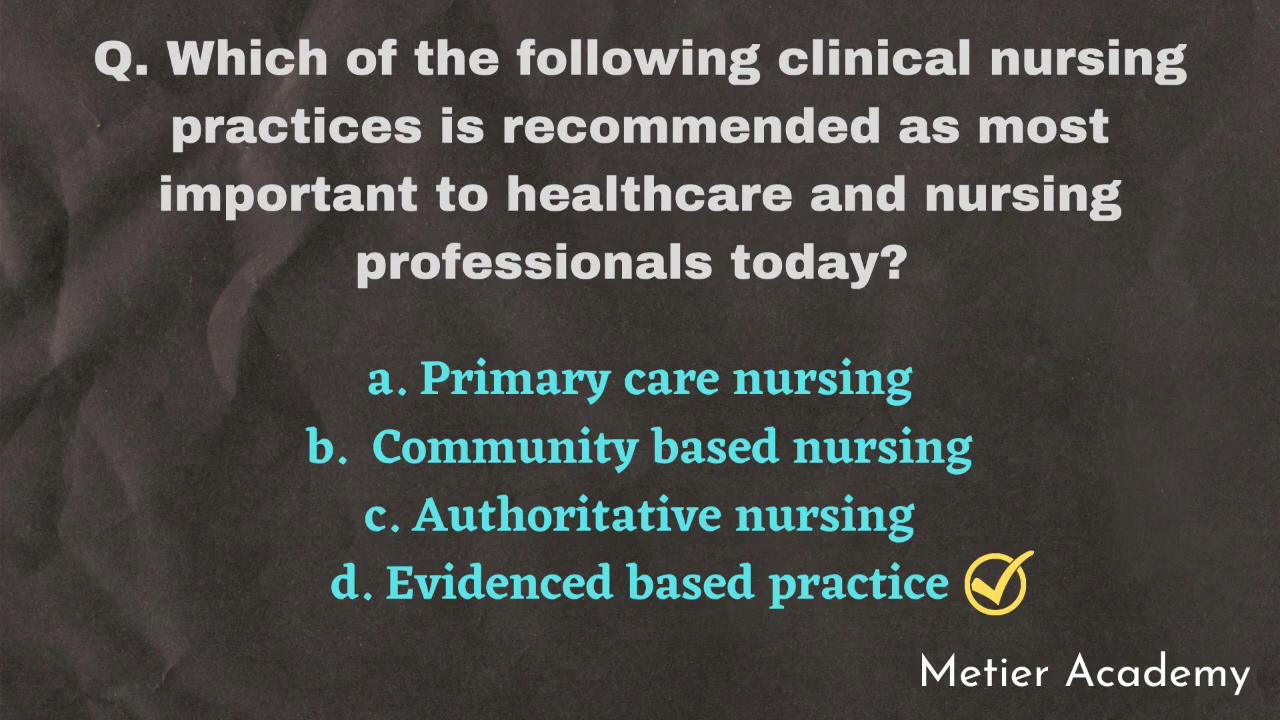 Q. Which of the following clinical nursing
practices is recommended as most
important to healthcare and nursing
professionals today?
a. Primary care nursing
b. Community based nursing
c. Authoritative nursing
d. Evidenced based practice
Metier Academy